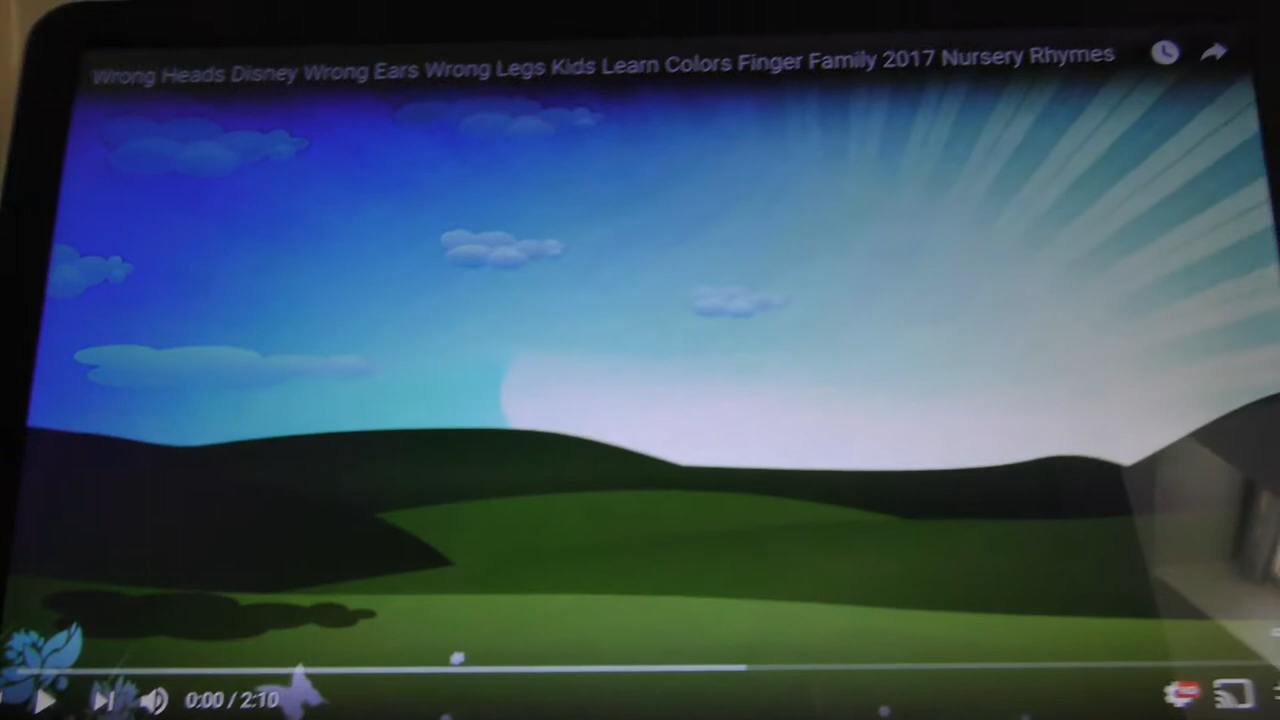 Wrong Heads Disney Wrong Ears Wrong Legs Kids Learn Colors Finger Family 2017 Nursery Rhymes
0:00 / 2:10
HD